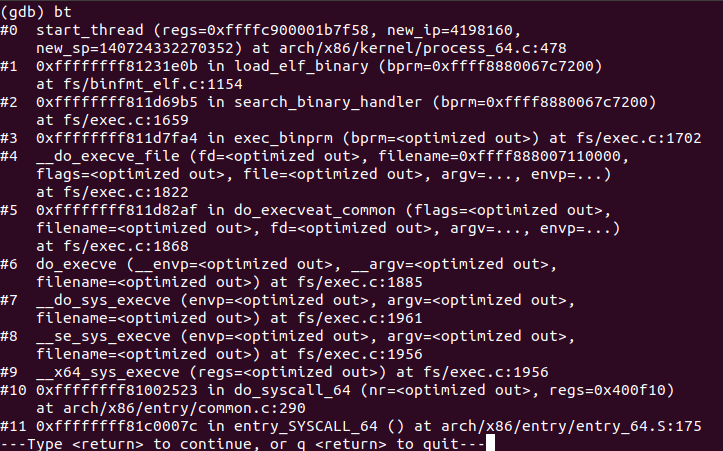 (gdb) bt
#0  start_thread (regs=0xffffc900001b7f58, new_ip=4198160,
    new_sp=140724332270352) at arch/x86/kernel/process_64.c:478
#1  0xffffffff81231e0b in load_elf_binary (bprm=0xffff8880067c7200)
    at fs/binfmt_elf.c:1154
#2  0xffffffff811d69b5 in search_binary_handler (bprm=0xffff8880067c7200)
    at fs/exec.c:1659
#3  0xffffffff811d7fa4 in exec_binprm (bprm=<optimized out>) at fs/exec.c:1702
#4  __do_execve_file (fd=<optimized out>, filename=0xffff888007110000,
    flags=<optimized out>, file=<optimized out>, argv=..., envp=...)
    at fs/exec.c:1822
#5  0xffffffff811d82af in do_execveat_common (flags=<optimized out>,
    filename=<optimized out>, fd=<optimized out>, argv=..., envp=...)
    at fs/exec.c:1868
#6  do_execve (__envp=<optimized out>, __argv=<optimized out>,
    filename=<optimized out>) at fs/exec.c:1885
#7  __do_sys_execve (envp=<optimized out>, argv=<optimized out>,
    filename=<optimized out>) at fs/exec.c:1961
#8  __se_sys_execve (envp=<optimized out>, argv=<optimized out>,
    filename=<optimized out>) at fs/exec.c:1956
#9  __x64_sys_execve (regs=<optimized out>) at fs/exec.c:1956
#10 0xffffffff81002523 in do_syscall_64 (nr=<optimized out>, regs=0x400f10)
    at arch/x86/entry/common.c:290
#11 0xffffffff81c0007c in entry_SYSCALL_64 () at arch/x86/entry/entry_64.S:175
---Type <return> to continue, or q <return> to quit---